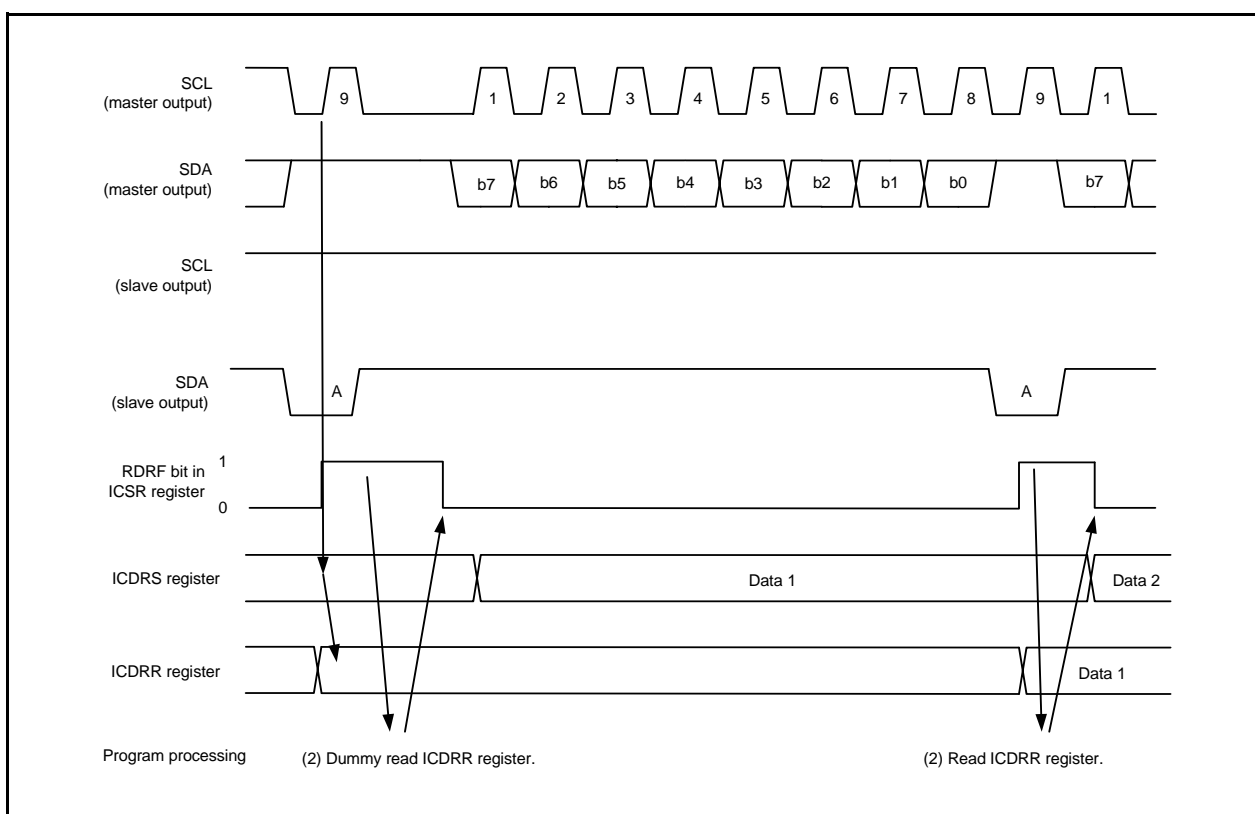 SCL
(master output)
9 1 2 3 4 5 6 7 8 9 1
SDA
(master output)
b7 b6 b5 b4 b3 b2 b1 b0 b7
SCL
(slave output)
SDA
(slave output)
A A
RDRF bit in
ICSR register
1
0
ICDRS register
Data 1 Data 2
ICDRR register
Data 1
Program processing
(2) Dummy read ICDRR register. (2) Read ICDRR register.